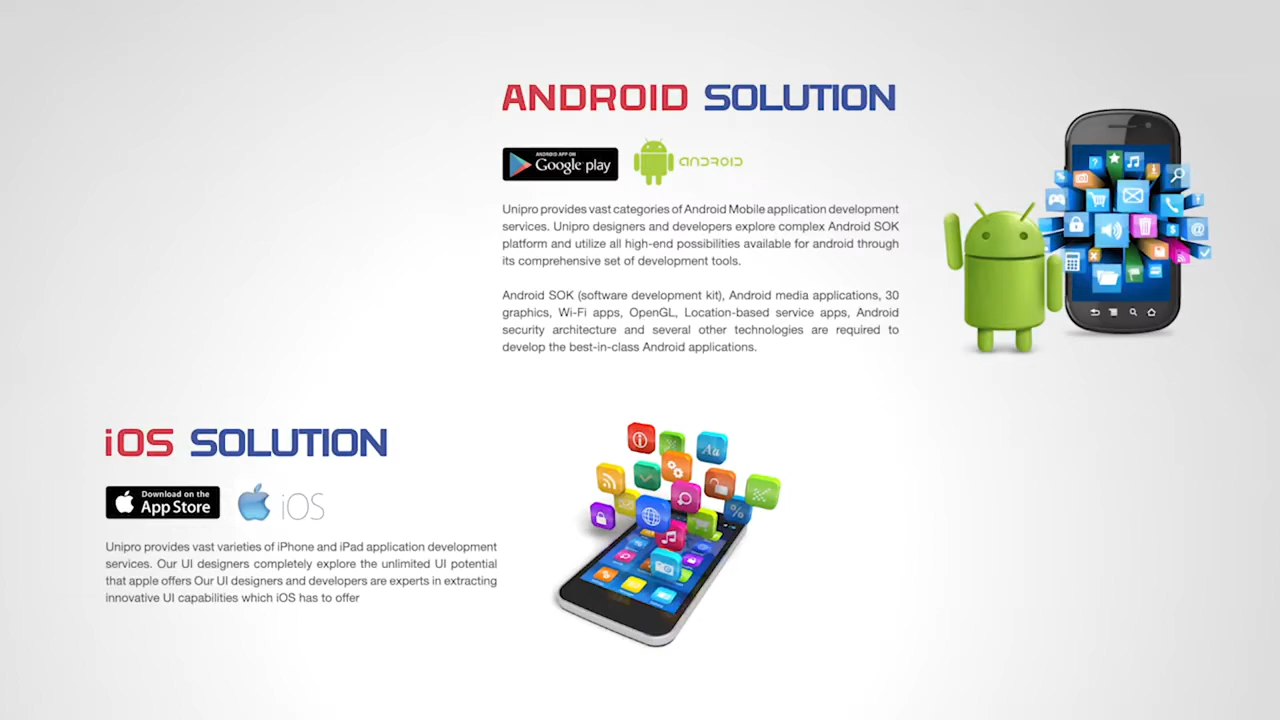 ANDROID SOLUTION
ANDROID APP ON
Google play
ANDROID
Unipro provides vast categories of Android Mobile application development
services. Unipro designers and developers explore complex Android SOK
platform and utilize all high-end possibilities available for android through
its comprehensive set of development tools.
Android SOK (software development kit), Android media applications, 30
graphics, Wi-Fi apps, OpenGL, Location-based service apps, Android
security architecture and several other technologies are required to
develop the best-in-class Android applications.
iOS SOLUTION
Download on the
App Store
iOS
Unipro provides vast varieties of iPhone and iPad application development
services. Our UI designers completely explore the unlimited UI potential
that apple offers Our UI designers and developers are experts in extracting
innovative UI capabilities which iOS has to offer
Aa